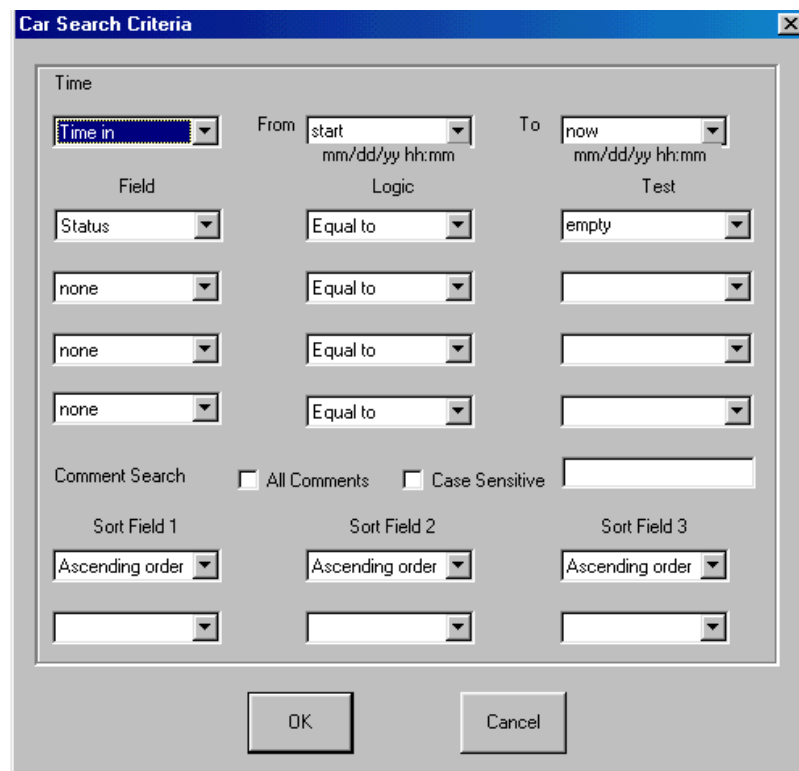 Car Search Criteria
Time
Time in From start To now
mm/dd/yy hh:mm mm/dd/yy hh:mm
Field Logic Test
Status Equal to empty
none Equal to
none Equal to
none Equal to
Comment Search All Comments Case Sensitive
Sort Field 1 Sort Field 2 Sort Field 3
Ascending order Ascending order Ascending order
OK Cancel